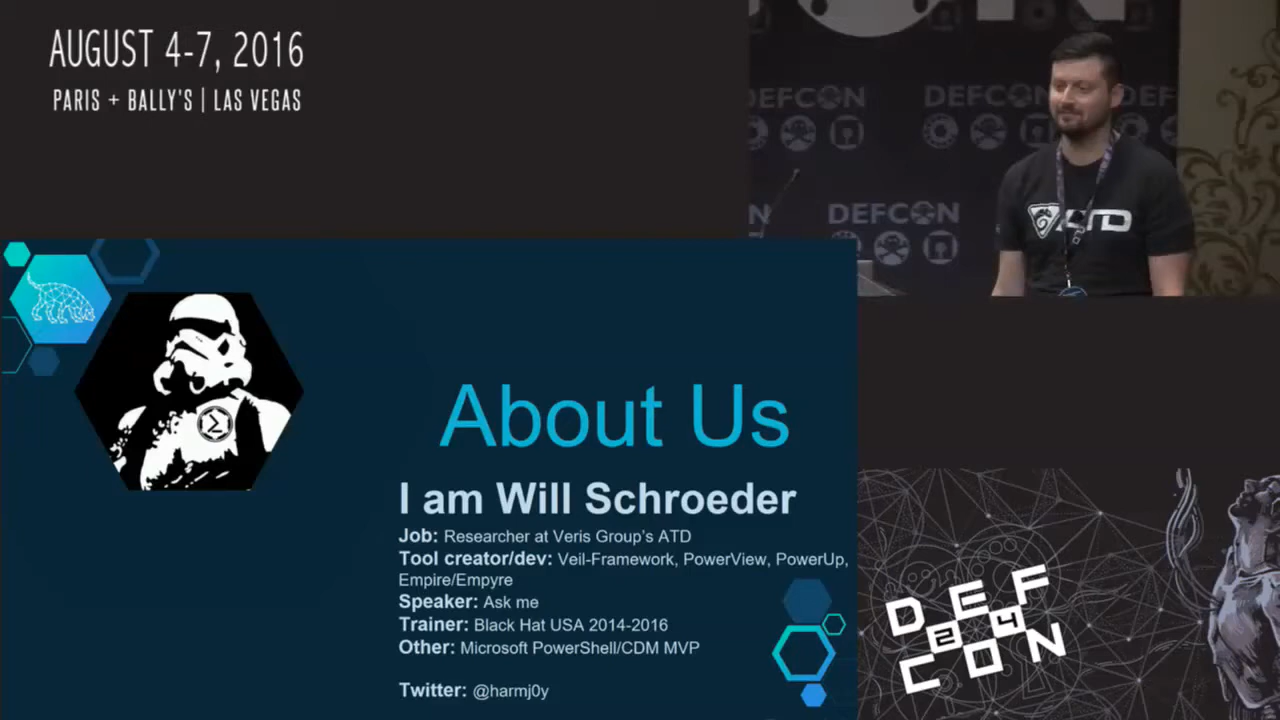 AUGUST 4-7, 2016
PARIS + BALLY'S | LAS VEGAS
DEFCON
DEFCON
DEF
N
DEFCON
ATD
About Us
I am Will Schroeder
Job: Researcher at Veris Group's ATD
Tool creator/dev: Veil-Framework, PowerView, PowerUp,
Empire/Empyre
Speaker: Ask me
Trainer: Black Hat USA 2014-2016
Other: Microsoft PowerShell/CDM MVP
Twitter: @harmj0y
DEF
24
CON